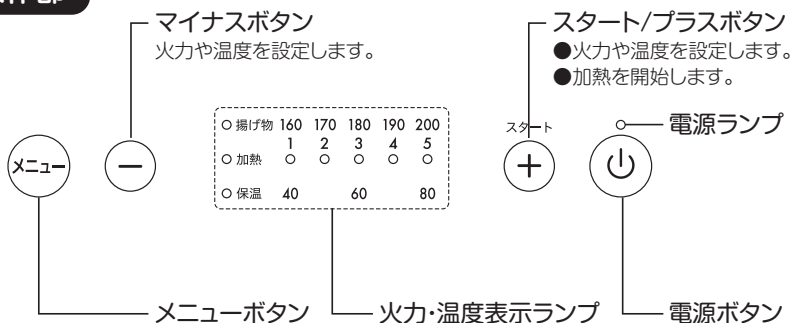 マイナスボタン
火力や温度を設定します。
スタート/プラスボタン
●火力や温度を設定します。
●加熱を開始します。
電源ランプ
メニュー
−
揚げ物 160 170 180 190 200
1 2 3 4 5
加熱
保温 40 60 80
スタート
+
メニューボタン
火力・温度表示ランプ
電源ボタン